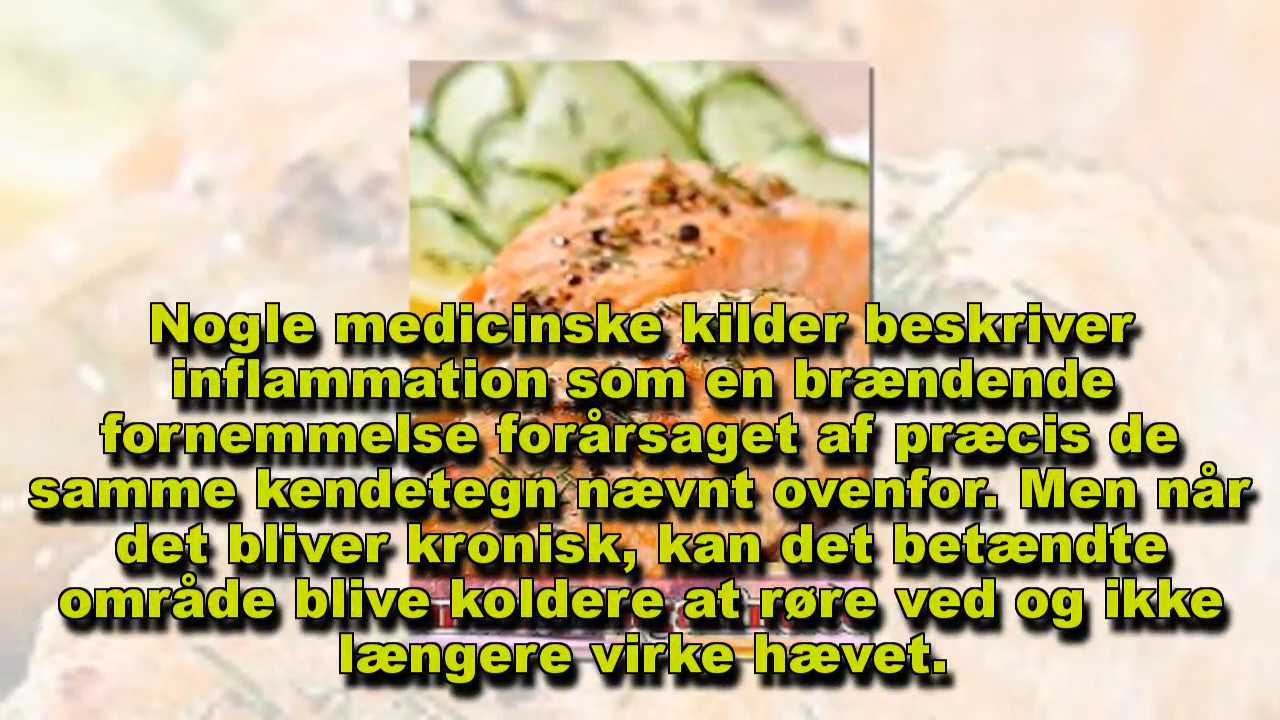 Nogle medicinske kilder beskriver
inflammation som en brændende
fornemmelse forårsaget af præcis de
samme kendetegn nævnt ovenfor. Men når
det bliver kronisk, kan det betændte
område blive koldere at røre ved og ikke
længere virke hævet.